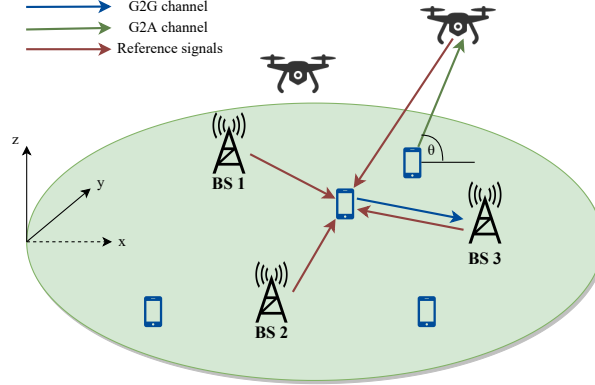 G2G channel
G2A channel
Reference signals
z
y
x
θ
BS 1
BS 2
BS 3